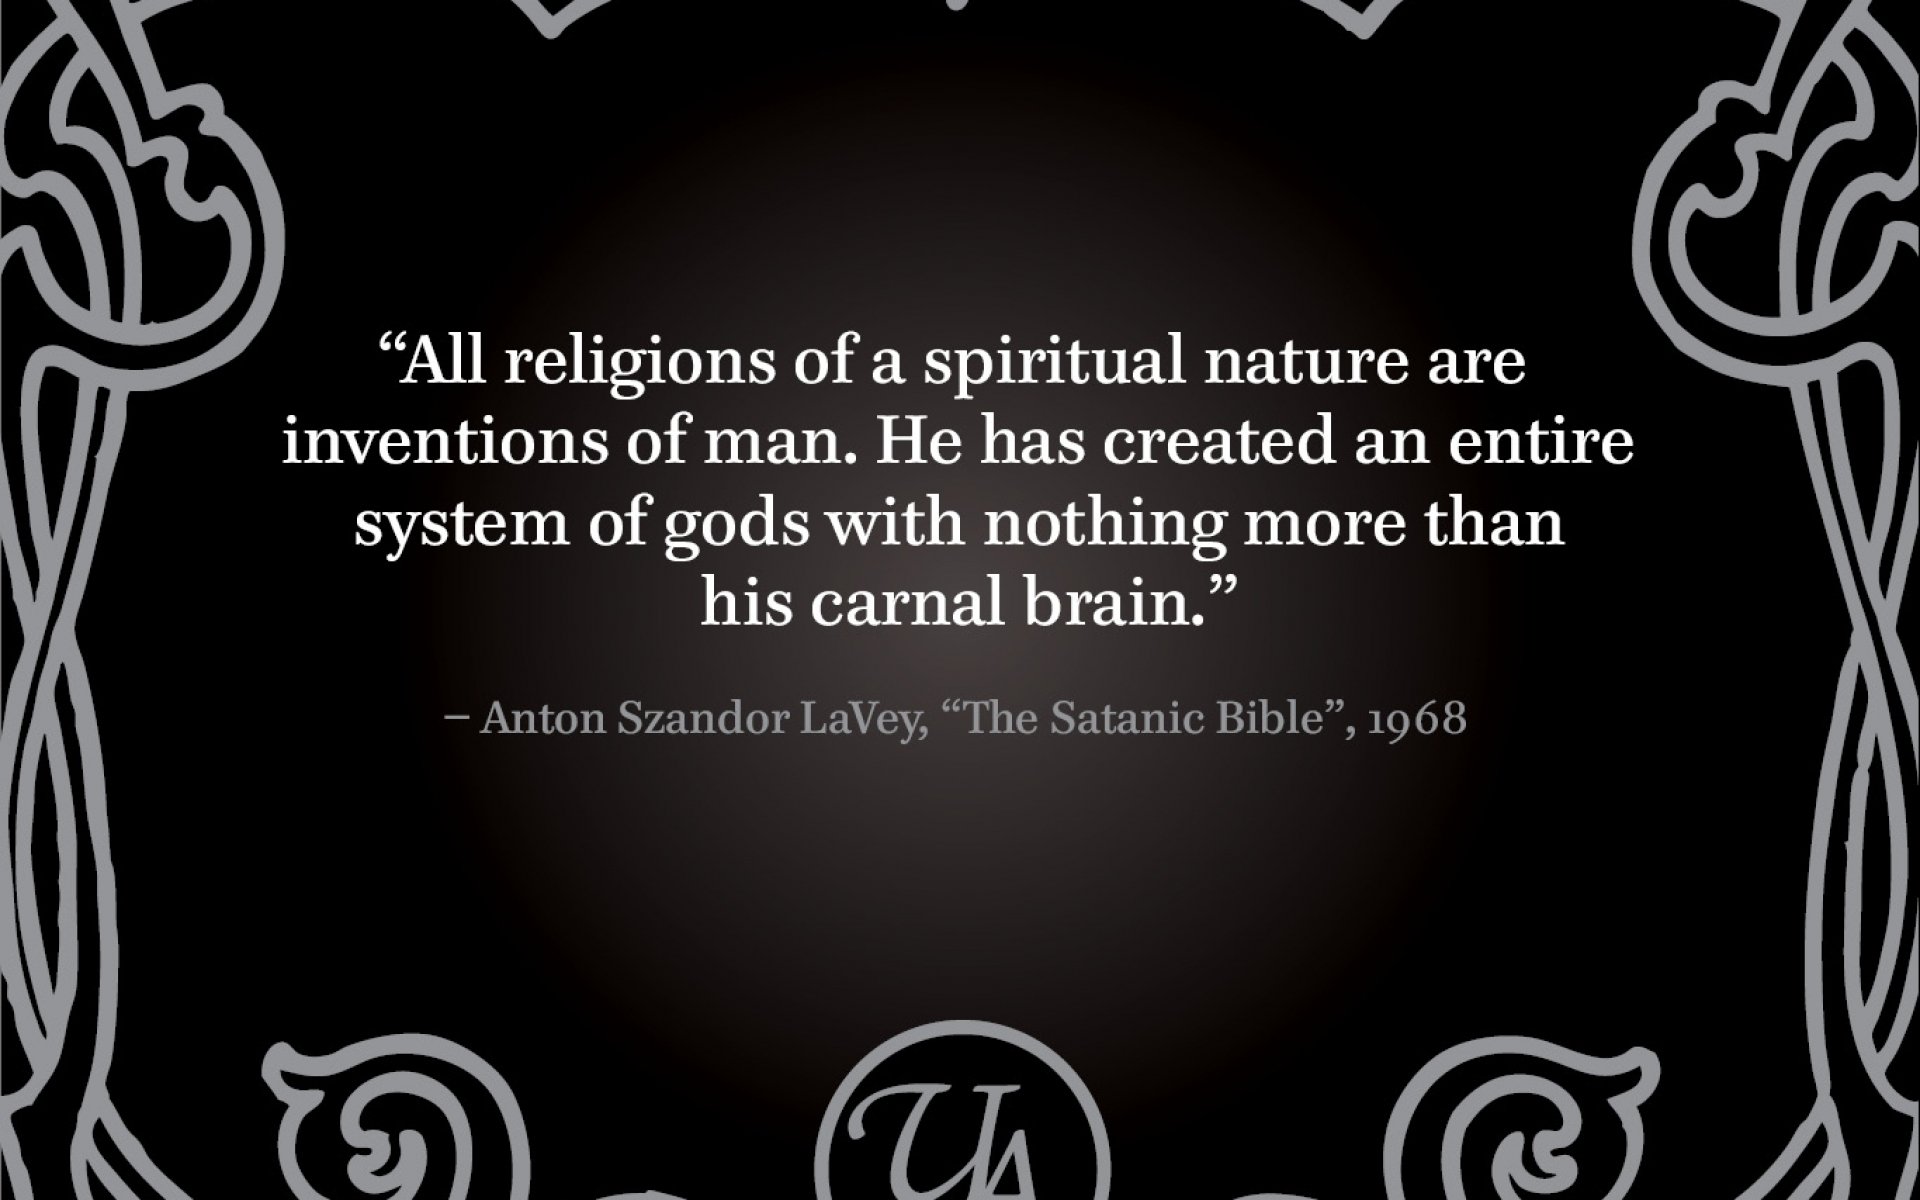 “All religions of a spiritual nature are
inventions of man. He has created an entire
system of gods with nothing more than
his carnal brain.”
– Anton Szandor LaVey, “The Satanic Bible”, 1968
UA